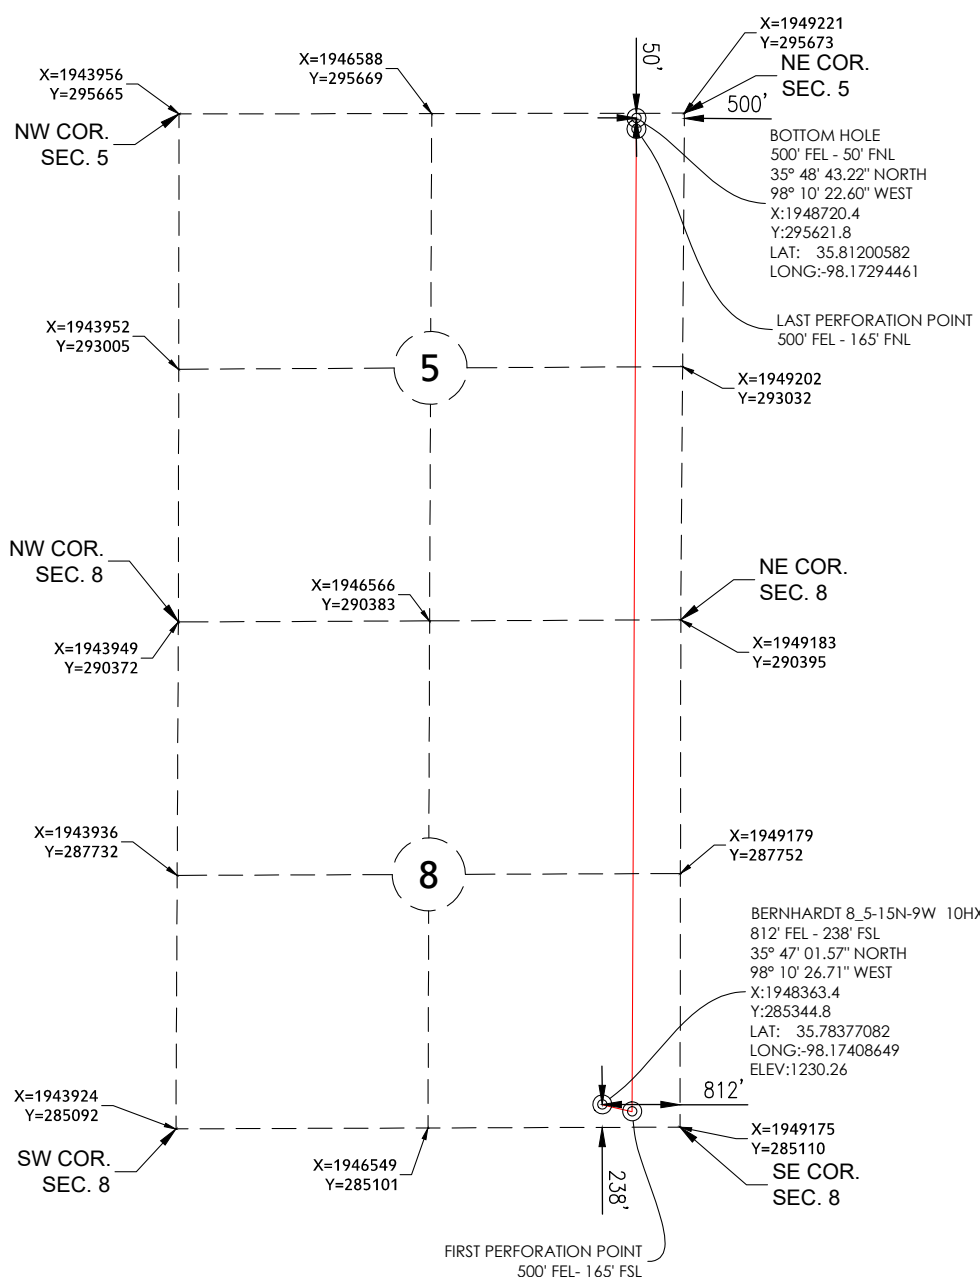 X=1949221
Y=295673
NE COR.
SEC. 5
50'
500'
X=1946588
Y=295669
X=1943956
Y=295665
NW COR.
SEC. 5
BOTTOM HOLE
500' FEL - 50' FNL
35° 48' 43.22" NORTH
98° 10' 22.60" WEST
X:1948720.4
Y:295621.8
LAT: 35.81200582
LONG:-98.17294461
LAST PERFORATION POINT
500' FEL - 165' FNL
X=1943952
Y=293005
5
X=1949202
Y=293032
NW COR.
SEC. 8
X=1943949
Y=290372
X=1946566
Y=290383
NE COR.
SEC. 8
X=1949183
Y=290395
X=1943936
Y=287732
8
X=1949179
Y=287752
BERNHARDT 8_5-15N-9W 10HX
812' FEL - 238' FSL
35° 47' 01.57" NORTH
98° 10' 26.71" WEST
X:1948363.4
Y:285344.8
LAT: 35.78377082
LONG:-98.17408649
ELEV:1230.26
812'
X=1943924
Y=285092
SW COR.
SEC. 8
X=1946549
Y=285101
238'
X=1949175
Y=285110
SE COR.
SEC. 8
FIRST PERFORATION POINT
500' FEL- 165' FSL